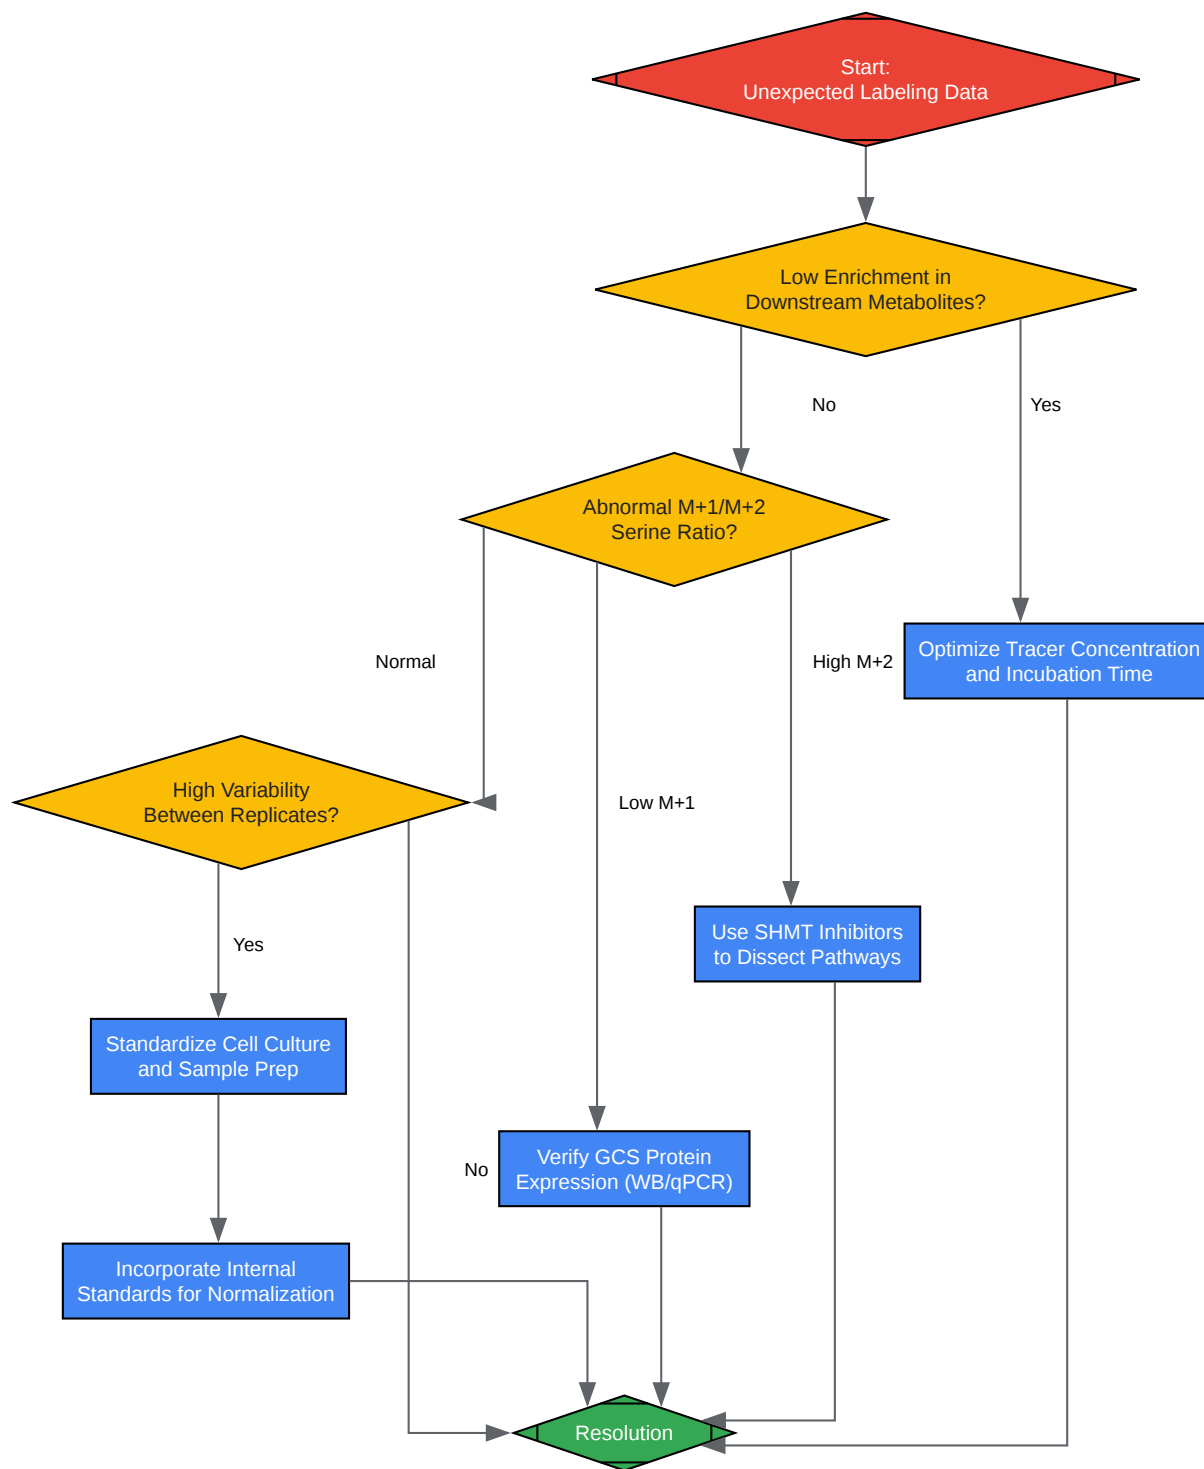 Start:
Unexpected Labeling Data
Low Enrichment in
Downstream Metabolites?
No
Yes
Abnormal M+1/M+2
Serine Ratio?
Optimize Tracer Concentration
and Incubation Time
Normal
High M+2
High Variability
Between Replicates?
Low M+1
Use SHMT Inhibitors
to Dissect Pathways
Yes
Standardize Cell Culture
and Sample Prep
Verify GCS Protein
Expression (WB/qPCR)
No
Incorporate Internal
Standards for Normalization
Resolution